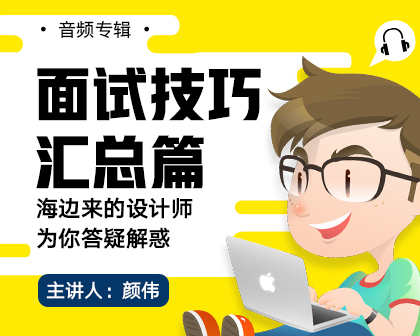 • 音频专辑 •
面试技巧
汇总篇
海边来的设计师
为你答疑解惑
主讲人：颜伟